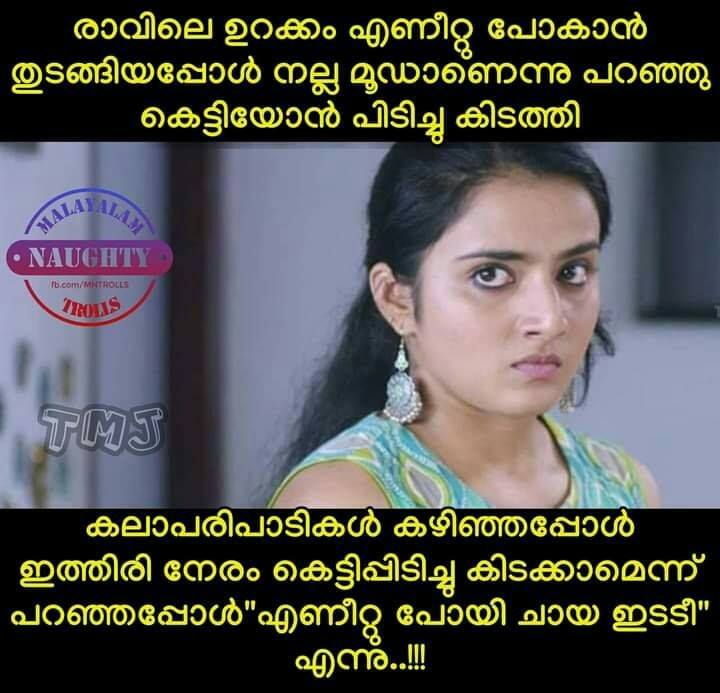 രാവിലെ ഉറക്കം എണീറ്റു പോകാൻ
തുടങ്ങിയപ്പോൾ നല്ല മൂഡാണെന്നു പറഞ്ഞു
കെട്ടിയോൻ പിടിച്ചു കിടത്തി
MALAYALAM
NAUGHTY
fb.com/MNTROLLS
TROLLS
TMJ
കലാപരിപാടികൾ കഴിഞ്ഞപ്പോൾ
ഇത്തിരി നേരം കെട്ടിപ്പിടിച്ചു കിടക്കാമെന്ന്
പറഞ്ഞപ്പോൾ"എണീറ്റു പോയി ചായ ഇടടീ"
എന്നു..!!!